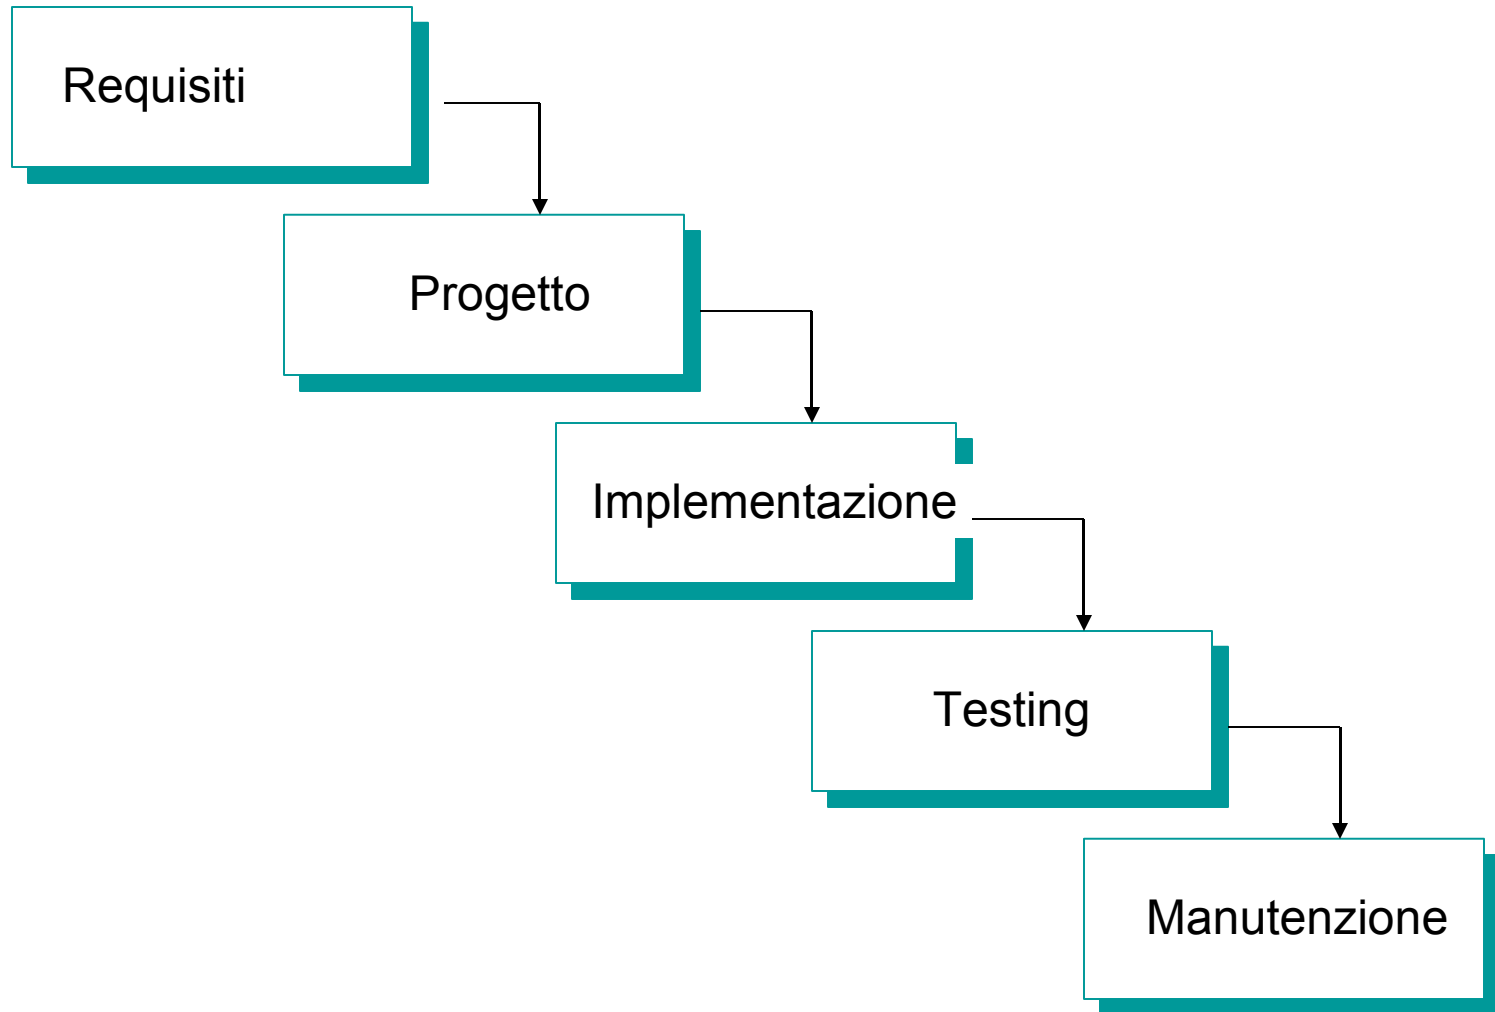 Requisiti
Progetto
Implementazione
Testing
Manutenzione